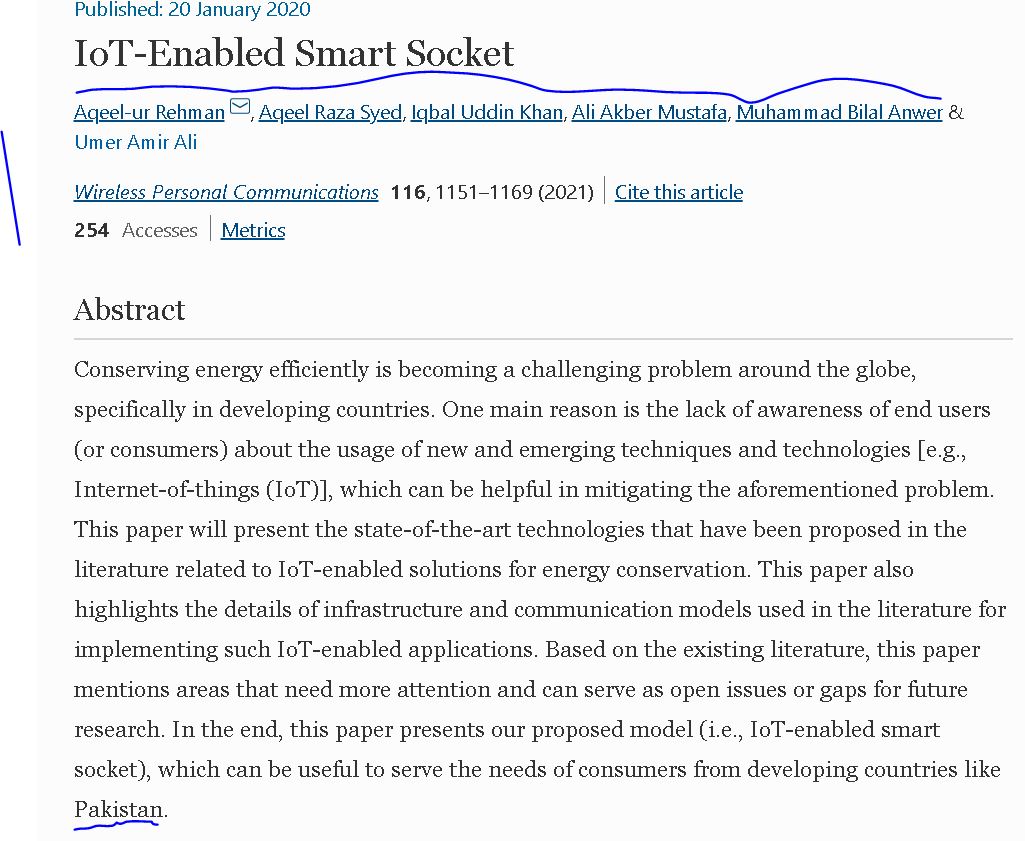 Published: 20 January 2020
IoT-Enabled Smart Socket
Aqeel-ur Rehman, Aqeel Raza Syed, Iqbal Uddin Khan, Ali Akber Mustafa, Muhammad Bilal Anwer &
Umer Amir Ali
Wireless Personal Communications 116, 1151–1169 (2021) | Cite this article
254 Accesses | Metrics
Abstract
Conserving energy efficiently is becoming a challenging problem around the globe,
specifically in developing countries. One main reason is the lack of awareness of end users
(or consumers) about the usage of new and emerging techniques and technologies [e.g.,
Internet-of-things (IoT)], which can be helpful in mitigating the aforementioned problem.
This paper will present the state-of-the-art technologies that have been proposed in the
literature related to IoT-enabled solutions for energy conservation. This paper also
highlights the details of infrastructure and communication models used in the literature for
implementing such IoT-enabled applications. Based on the existing literature, this paper
mentions areas that need more attention and can serve as open issues or gaps for future
research. In the end, this paper presents our proposed model (i.e., IoT-enabled smart
socket), which can be useful to serve the needs of consumers from developing countries like
Pakistan.